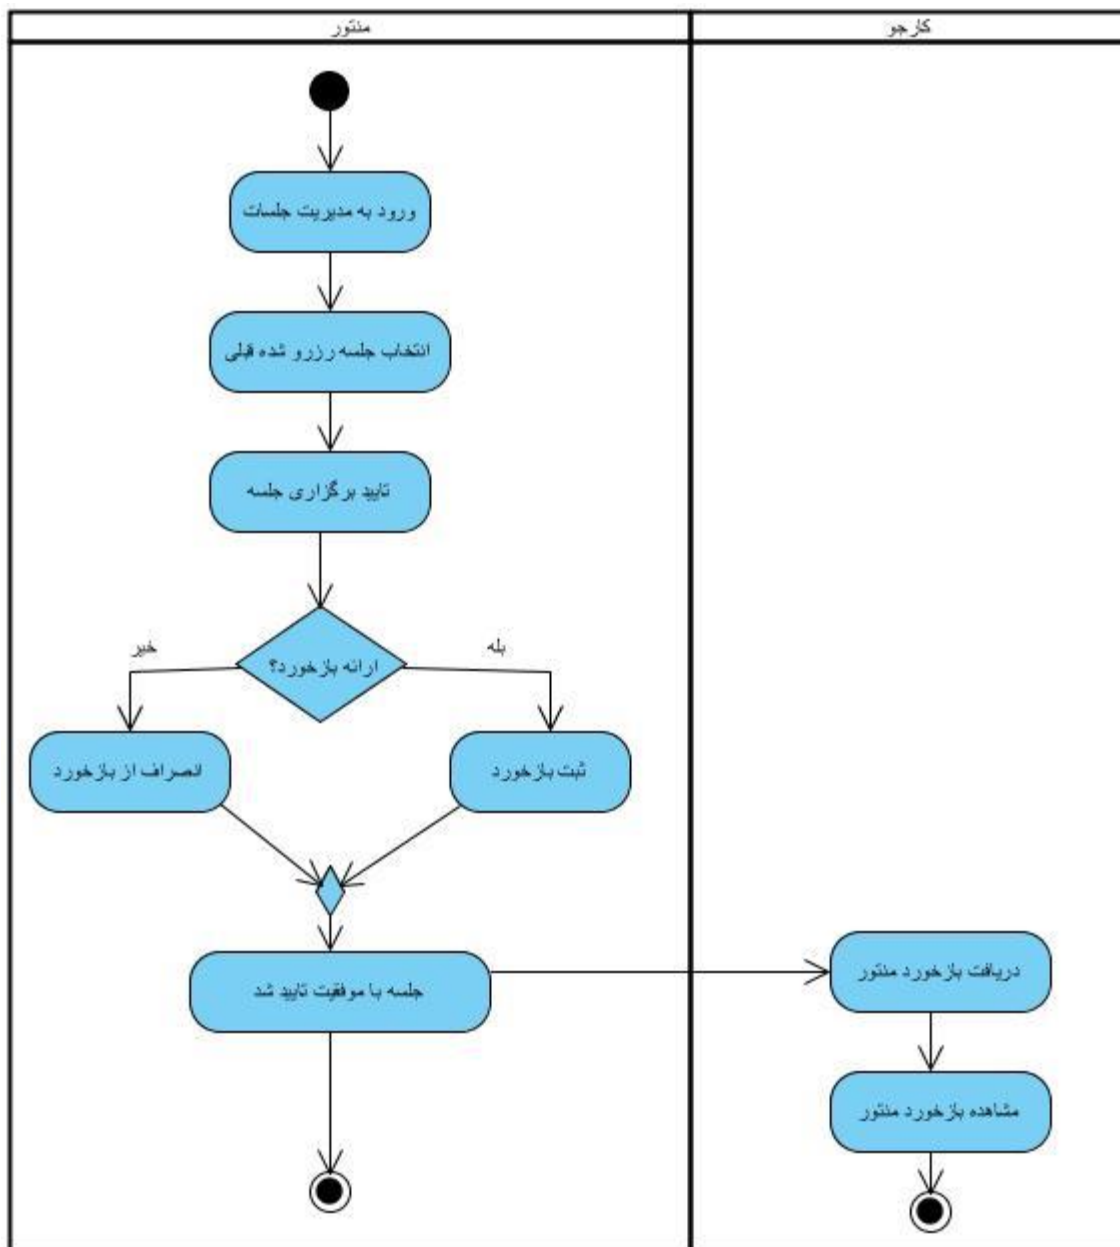 منتور
کارجو
ورود به مدیریت جلسات
انتخاب جلسه رزرو شده قبلی
تایید برگزاری جلسه
ارائه بازخورد؟
بله
خیر
ثبت بازخورد
انصراف از بازخورد
جلسه با موفقیت تایید شد
دریافت بازخورد منتور
مشاهده بازخورد منتور